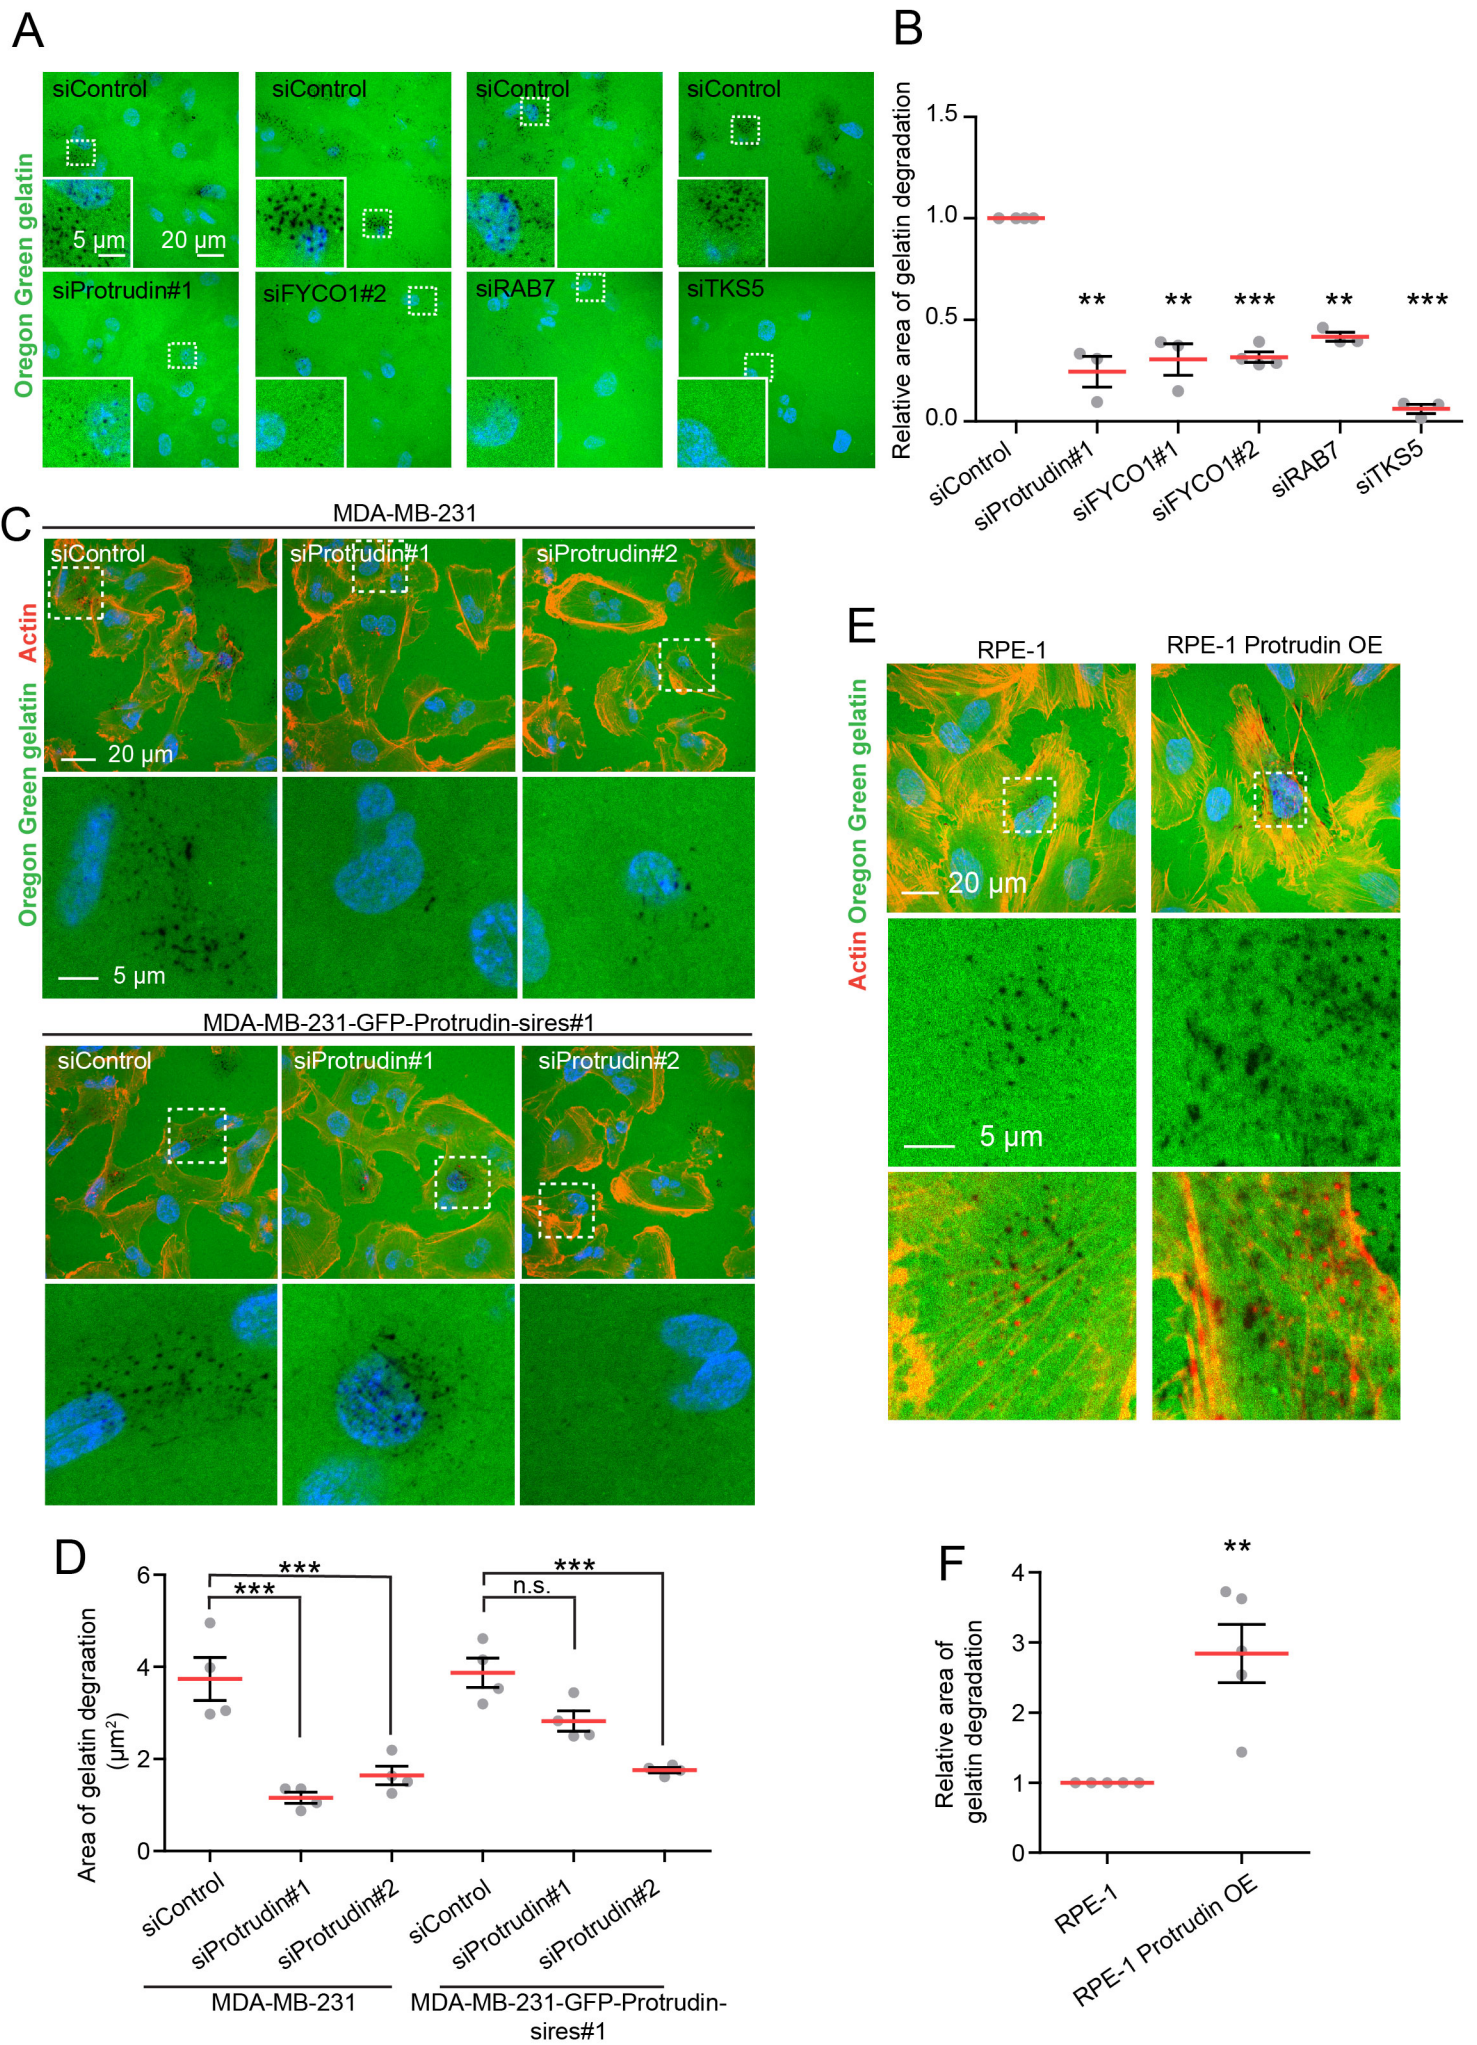 A
siControl
siControl
siControl
siControl
5 µm
20 µm
Oregon Green gelatin
siProtrudin#1
siFYCO1#2
siRAB7
siTKS5
B
Relative area of gelatin degradation
1.5
1.0
0.5
0.0
**
**
***
**
***
siControl
siProtrudin#1
siFYCO1#1
siFYCO1#2
siRAB7
siTKS5
C
MDA-MB-231
siControl
siProtrudin#1
siProtrudin#2
20 µm
5 µm
Oregon Green gelatin Actin
MDA-MB-231-GFP-Protrudin-sires#1
siControl
siProtrudin#1
siProtrudin#2
D
Area of gelatin degraation
(µm2)
6
4
2
0
***
***
***
n.s.
siControl
siProtrudin#1
siProtrudin#2
siControl
siProtrudin#1
siProtrudin#2
MDA-MB-231
MDA-MB-231-GFP-Protrudin-
sires#1
E
RPE-1
RPE-1 Protrudin OE
20 µm
5 µm
Actin Oregon Green gelatin
F
Relative area of
gelatin degradation
4
3
2
1
0
**
RPE-1
RPE-1 Protrudin OE